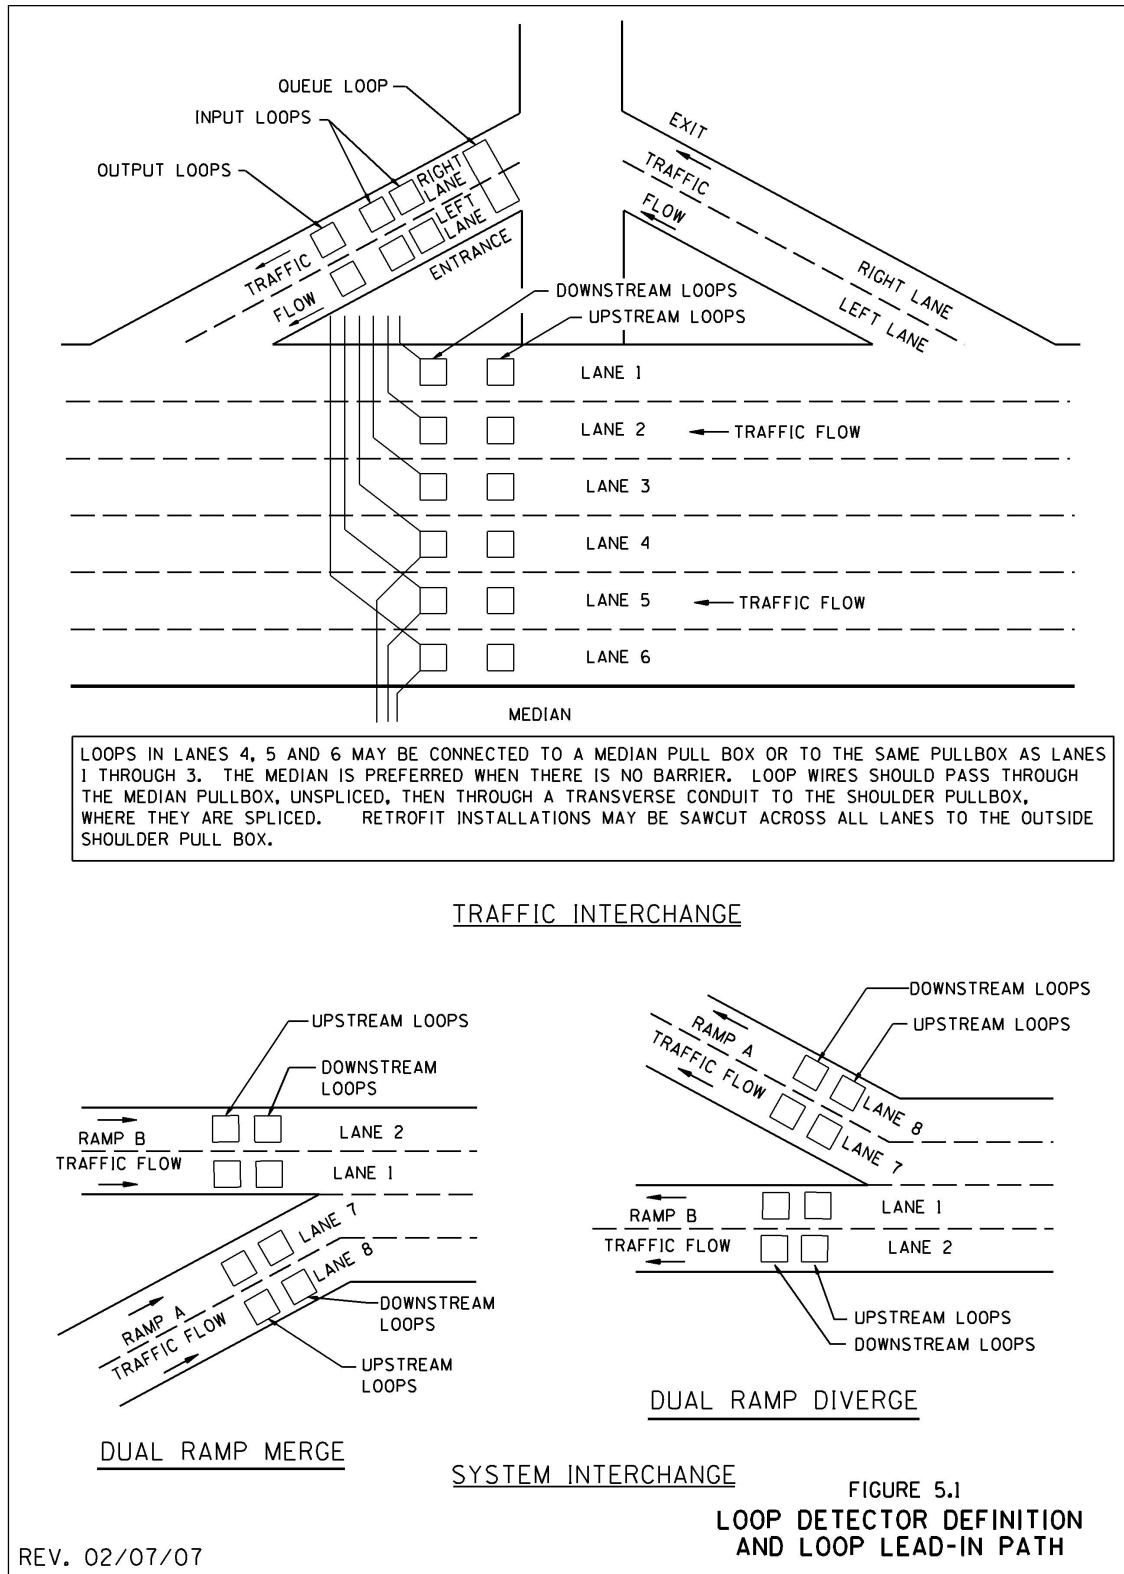 QUEUE LOOP
INPUT LOOPS
OUTPUT LOOPS
RIGHT
LANE
LEFT
LANE
ENTRANCE
TRAFFIC
FLOW
EXIT
TRAFFIC
FLOW
RIGHT LANE
LEFT LANE
DOWNSTREAM LOOPS
UPSTREAM LOOPS
LANE 1
LANE 2
TRAFFIC FLOW
LANE 3
LANE 4
LANE 5
TRAFFIC FLOW
LANE 6
MEDIAN
LOOPS IN LANES 4, 5 AND 6 MAY BE CONNECTED TO A MEDIAN PULL BOX OR TO THE SAME PULLBOX AS LANES
1 THROUGH 3. THE MEDIAN IS PREFERRED WHEN THERE IS NO BARRIER. LOOP WIRES SHOULD PASS THROUGH
THE MEDIAN PULLBOX, UNSPLICED, THEN THROUGH A TRANSVERSE CONDUIT TO THE SHOULDER PULLBOX,
WHERE THEY ARE SPLICED. RETROFIT INSTALLATIONS MAY BE SAWCUT ACROSS ALL LANES TO THE OUTSIDE
SHOULDER PULL BOX.
TRAFFIC INTERCHANGE
UPSTREAM LOOPS
DOWNSTREAM
LOOPS
RAMP B
TRAFFIC FLOW
LANE 2
LANE 1
LANE 7
LANE 8
RAMP A
TRAFFIC FLOW
DOWNSTREAM
LOOPS
UPSTREAM
LOOPS
DUAL RAMP MERGE
DOWNSTREAM LOOPS
UPSTREAM LOOPS
RAMP A
TRAFFIC FLOW
LANE 8
LANE 7
RAMP B
TRAFFIC FLOW
LANE 1
LANE 2
UPSTREAM LOOPS
DOWNSTREAM LOOPS
DUAL RAMP DIVERGE
SYSTEM INTERCHANGE
FIGURE 5.1
LOOP DETECTOR DEFINITION
AND LOOP LEAD-IN PATH
REV. 02/07/07